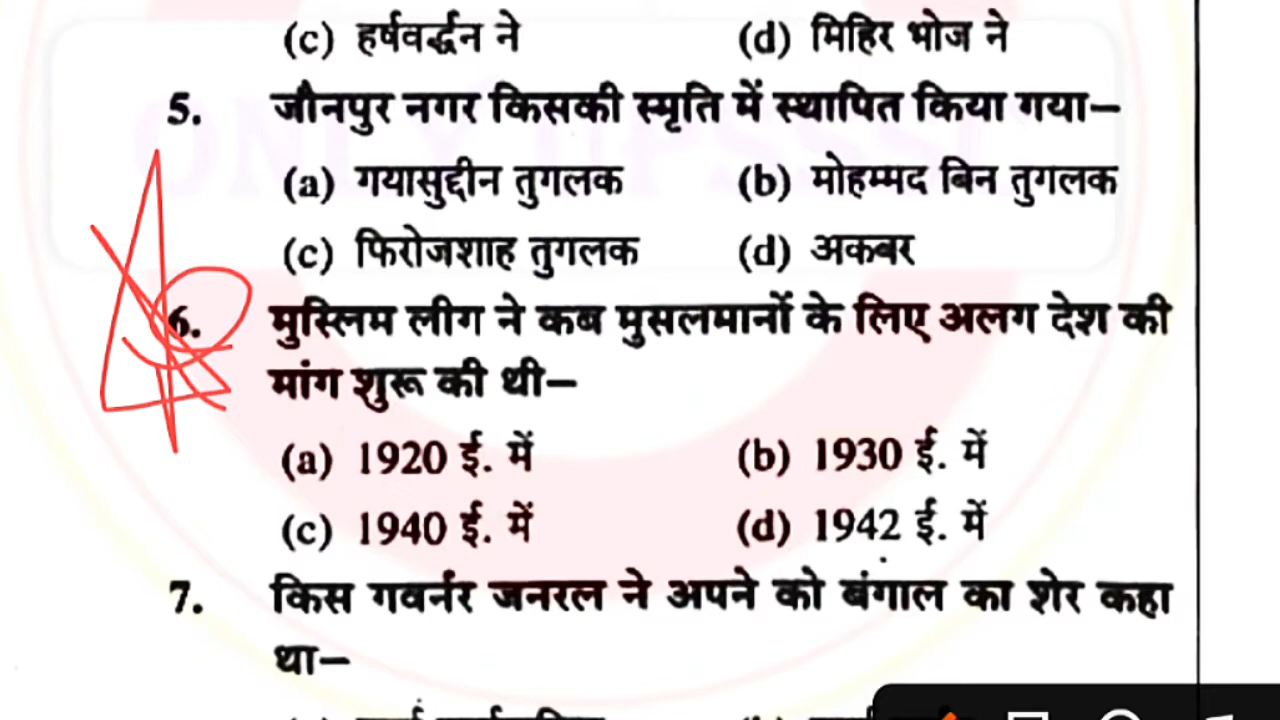 (c) हर्षवर्द्धन ने (d) मिहिर भोज ने
5. जौनपुर नगर किसकी स्मृति में स्थापित किया गया–
(a) गयासुद्दीन तुगलक (b) मोहम्मद बिन तुगलक
(c) फिरोजशाह तुगलक (d) अकबर
6. मुस्लिम लीग ने कब मुसलमानों के लिए अलग देश की
मांग शुरू की थी–
(a) 1920 ई. में (b) 1930 ई. में
(c) 1940 ई. में (d) 1942 ई. में
7. किस गवर्नर जनरल ने अपने को बंगाल का शेर कहा
था–